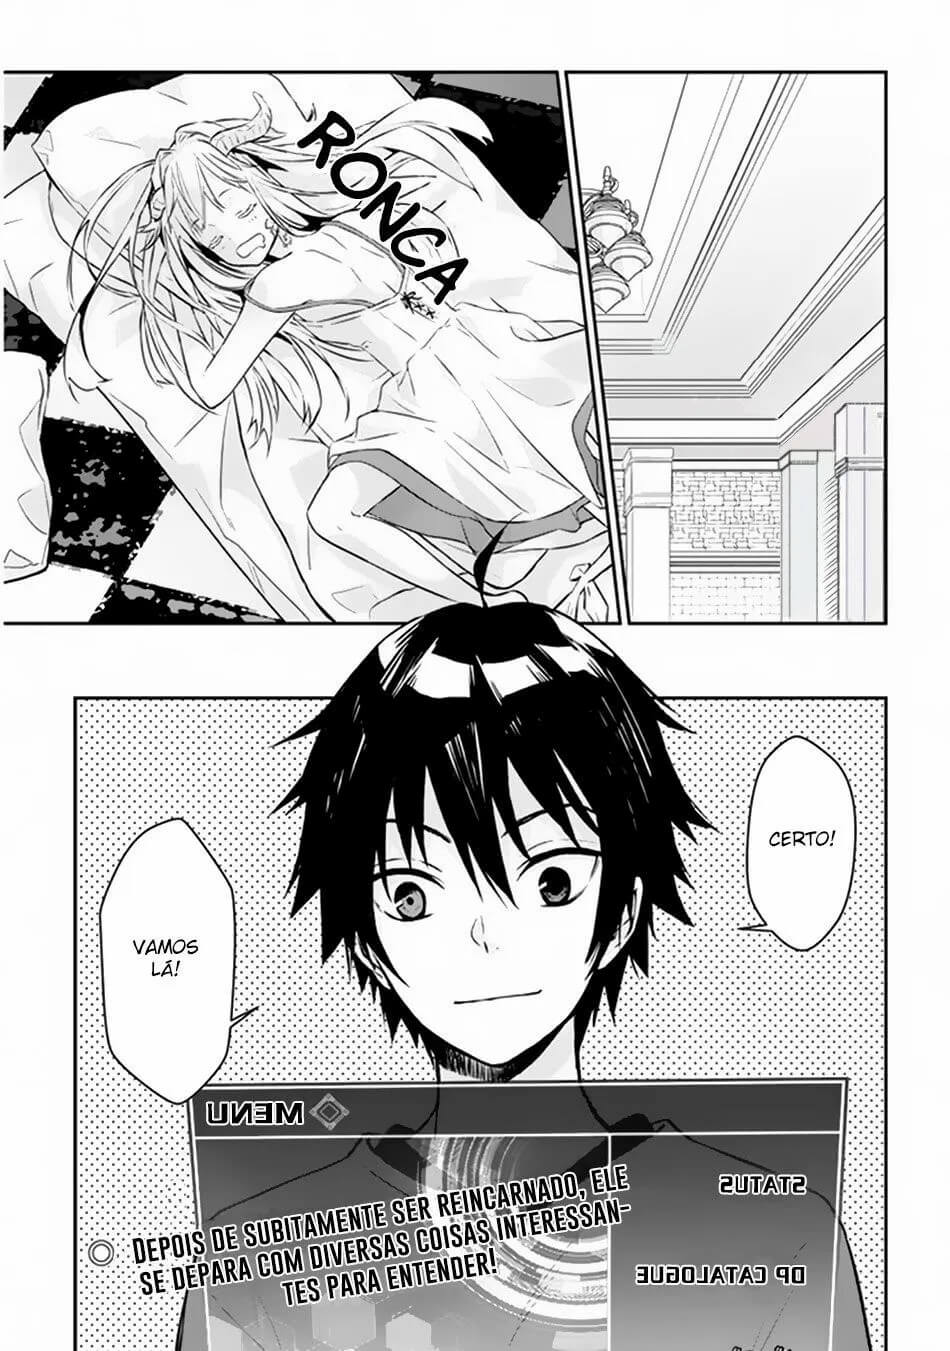 RONCA
CERTO!
VAMOS
LÁ!
MENU
STATUS
DP CATALOGUE
DEPOIS DE SUBITAMENTE SER REINCARNADO, ELE
SE DEPARA COM DIVERSAS COISAS INTERESSAN-
TES PARA ENTENDER!